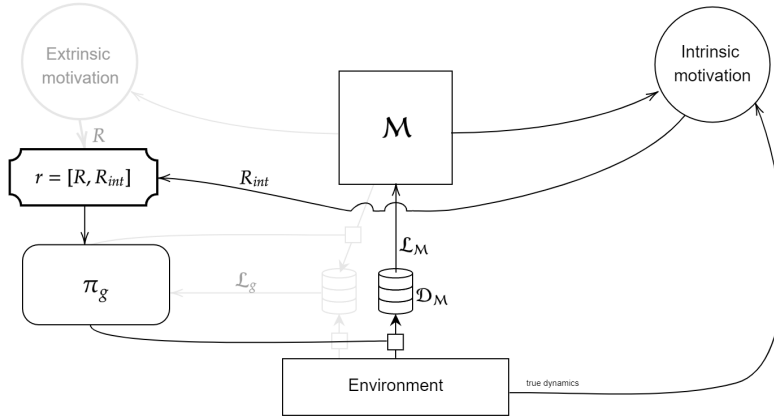 Extrinsic
motivation
Intrinsic
motivation
ℳ
R
r = [R, R_int]
R_int
𝔏_ℳ
π_g
𝔏_g
𝔇_ℳ
Environment
true dynamics